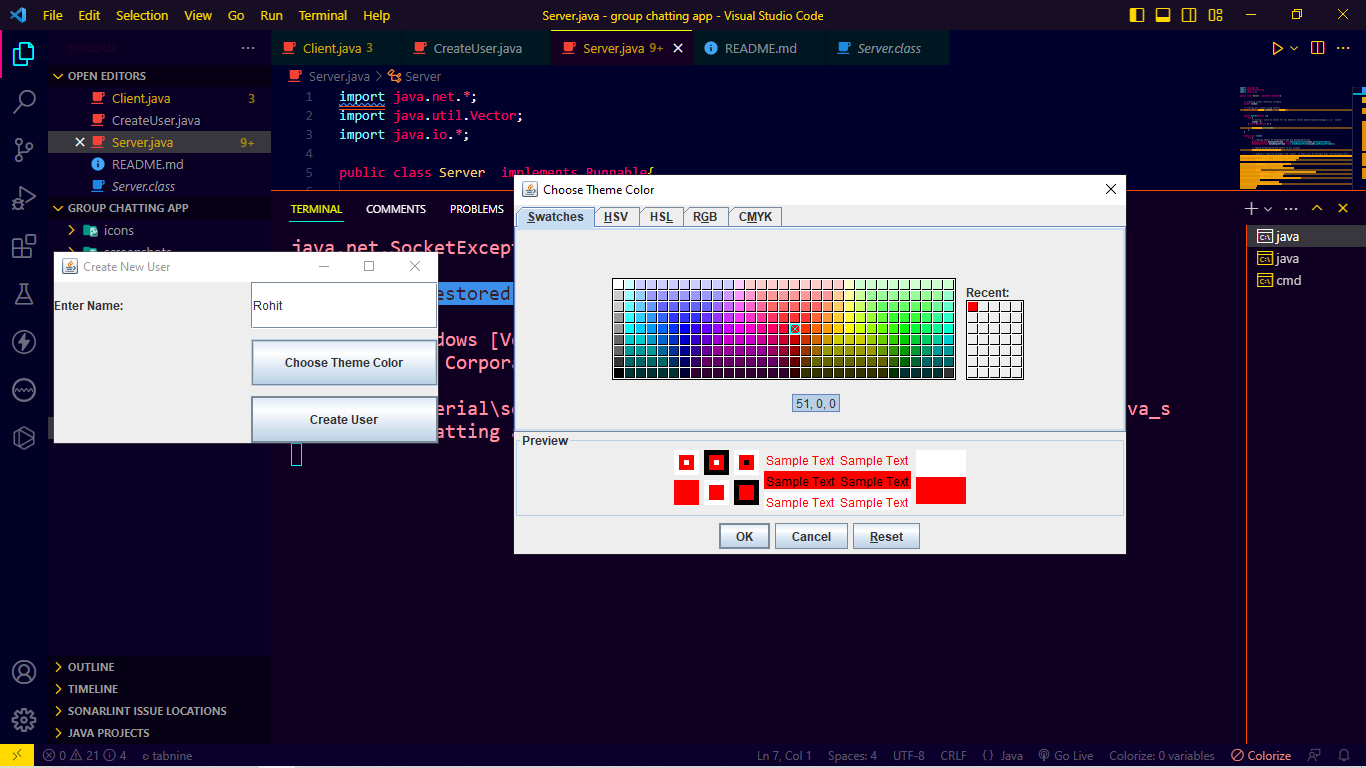 File Edit Selection View Go Run Terminal Help
Server.java - group chatting app - Visual Studio Code
EXPLORER
OPEN EDITORS
Client.java 3
CreateUser.java
Server.java 9+
README.md
Server.class
GROUP CHATTING APP
icons
screenshots
OUTLINE
TIMELINE
SONARLINT ISSUE LOCATIONS
JAVA PROJECTS
Client.java 3 CreateUser.java Server.java 9+ README.md Server.class
Server.java > Server
1 import java.net.*;
2 import java.util.Vector;
3 import java.io.*;
4
5 public class Server implements Runnable{
TERMINAL COMMENTS PROBLEMS
java.net.SocketExcept
estored
dows [Ve
Corpora
erial\s
va_s
atting
java
java
cmd
Create New User
Enter Name: Rohit
Choose Theme Color
Create User
Choose Theme Color
Swatches HSV HSL RGB CMYK
Recent:
51, 0, 0
Preview
Sample Text Sample Text
Sample Text Sample Text
Sample Text Sample Text
OK Cancel Reset
0 21 4 tabnine Ln 7, Col 1 Spaces: 4 UTF-8 CRLF { } Java Go Live Colorize: 0 variables Colorize